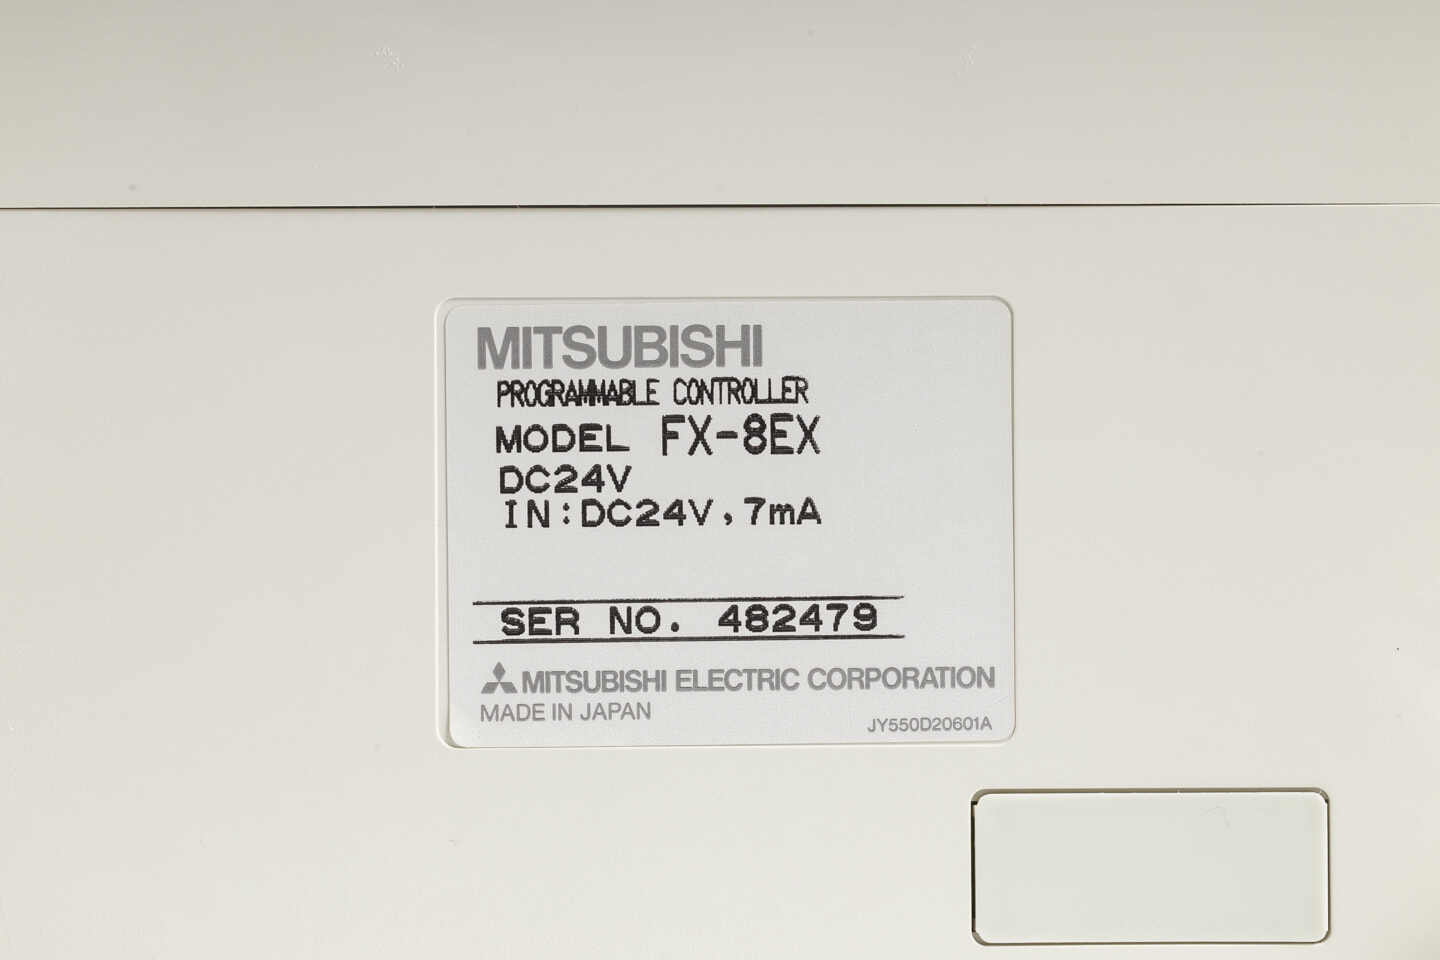 MITSUBISHI
PROGRAMMABLE CONTROLLER
MODEL FX-8EX
DC24V
IN:DC24V,7mA
SER NO. 482479
MITSUBISHI ELECTRIC CORPORATION
MADE IN JAPAN
JY550D20601A